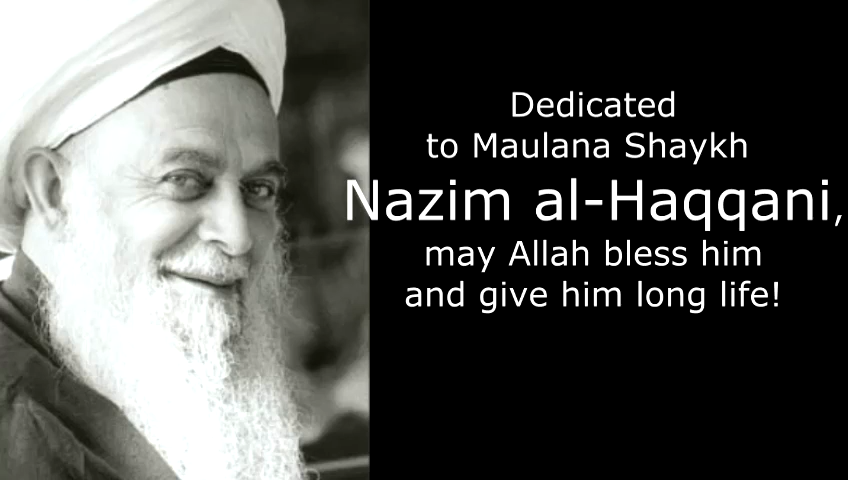 Dedicated
to Maulana Shaykh
Nazim al-Haqqani,
may Allah bless him
and give him long life!